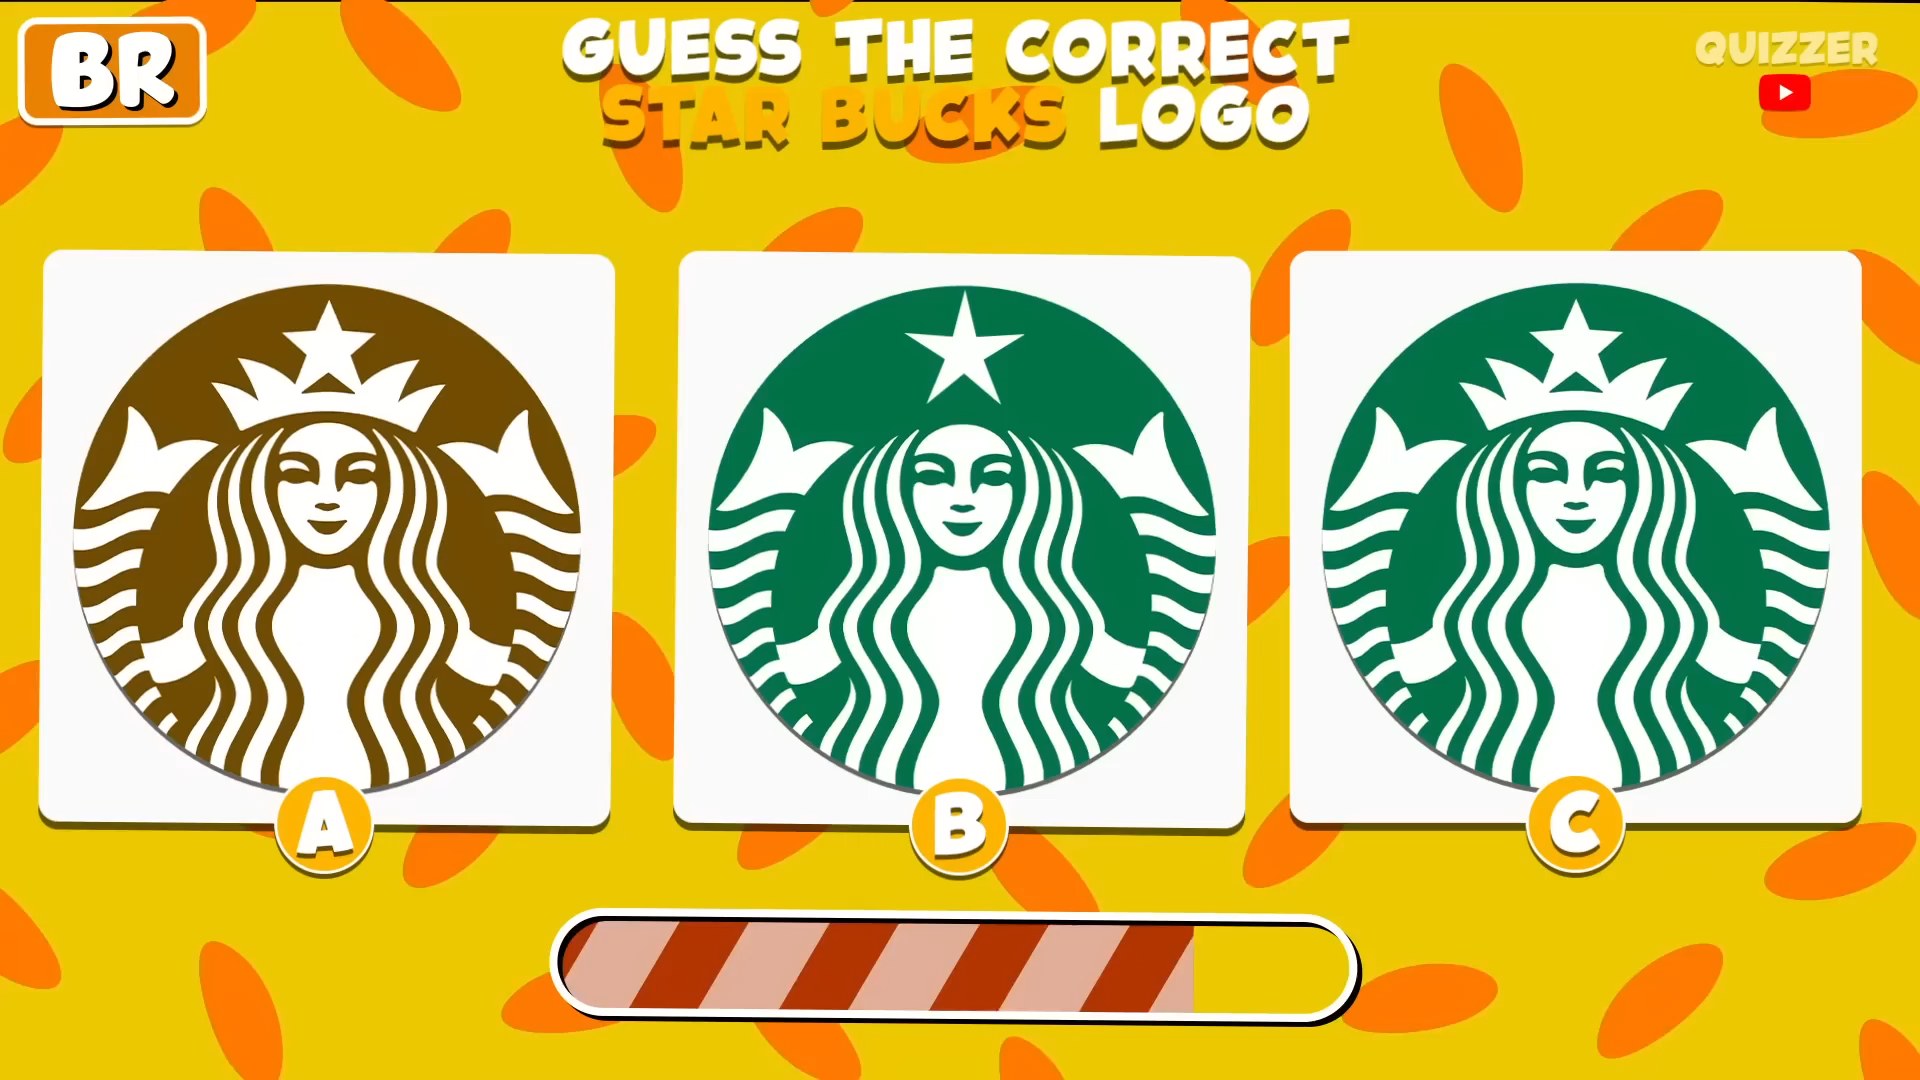 BR
GUESS THE CORRECT
STAR BUCKS LOGO
QUIZZER
A
B
C